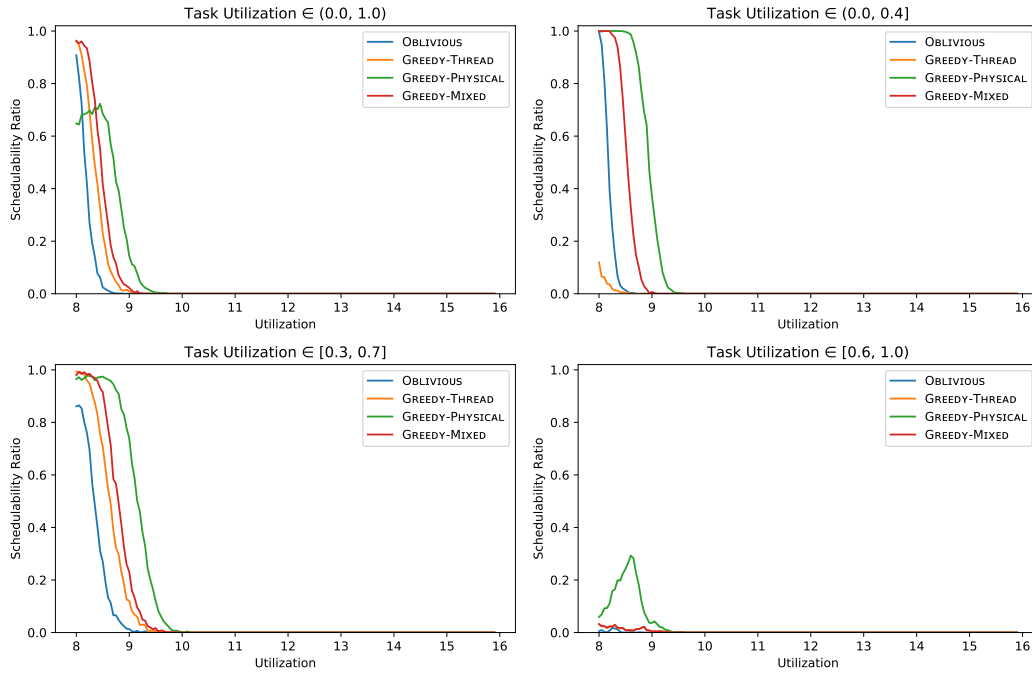 Task Utilization ∈ (0.0, 1.0)
Schedulability Ratio
1.0
0.8
0.6
0.4
0.2
0.0
Oblivious
Greedy-Thread
Greedy-Physical
Greedy-Mixed
8 9 10 11 12 13 14 15 16
Utilization
Task Utilization ∈ (0.0, 0.4]
Schedulability Ratio
1.0
0.8
0.6
0.4
0.2
0.0
Oblivious
Greedy-Thread
Greedy-Physical
Greedy-Mixed
8 9 10 11 12 13 14 15 16
Utilization
Task Utilization ∈ [0.3, 0.7]
Schedulability Ratio
1.0
0.8
0.6
0.4
0.2
0.0
Oblivious
Greedy-Thread
Greedy-Physical
Greedy-Mixed
8 9 10 11 12 13 14 15 16
Utilization
Task Utilization ∈ [0.6, 1.0)
Schedulability Ratio
1.0
0.8
0.6
0.4
0.2
0.0
Oblivious
Greedy-Thread
Greedy-Physical
Greedy-Mixed
8 9 10 11 12 13 14 15 16
Utilization